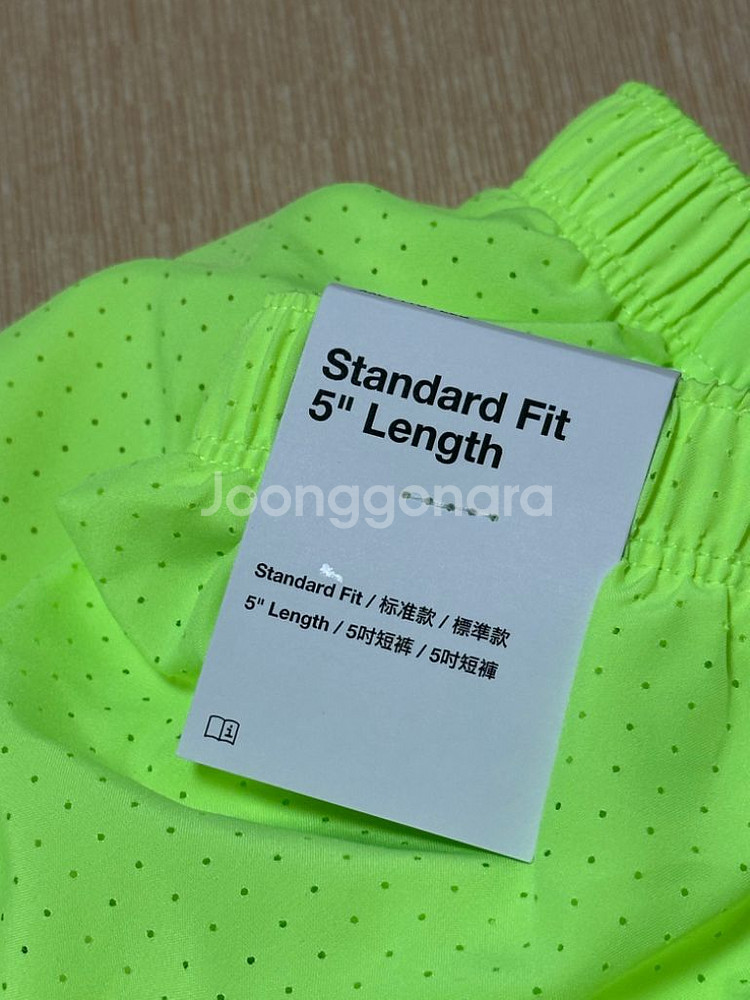 Standard Fit
5" Length
Joonggonara
Standard Fit / 标准款 / 標準款
5" Length / 5吋短裤 / 5吋短褲